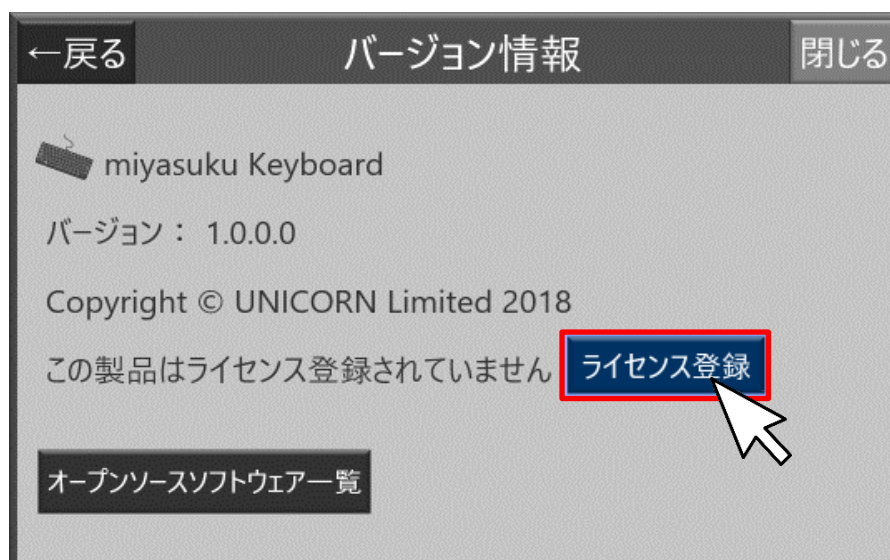 ←戻る バージョン情報 閉じる
miyasuku Keyboard
バージョン： 1.0.0.0
Copyright © UNICORN Limited 2018
この製品はライセンス登録されていません ライセンス登録
オープンソースソフトウェア一覧